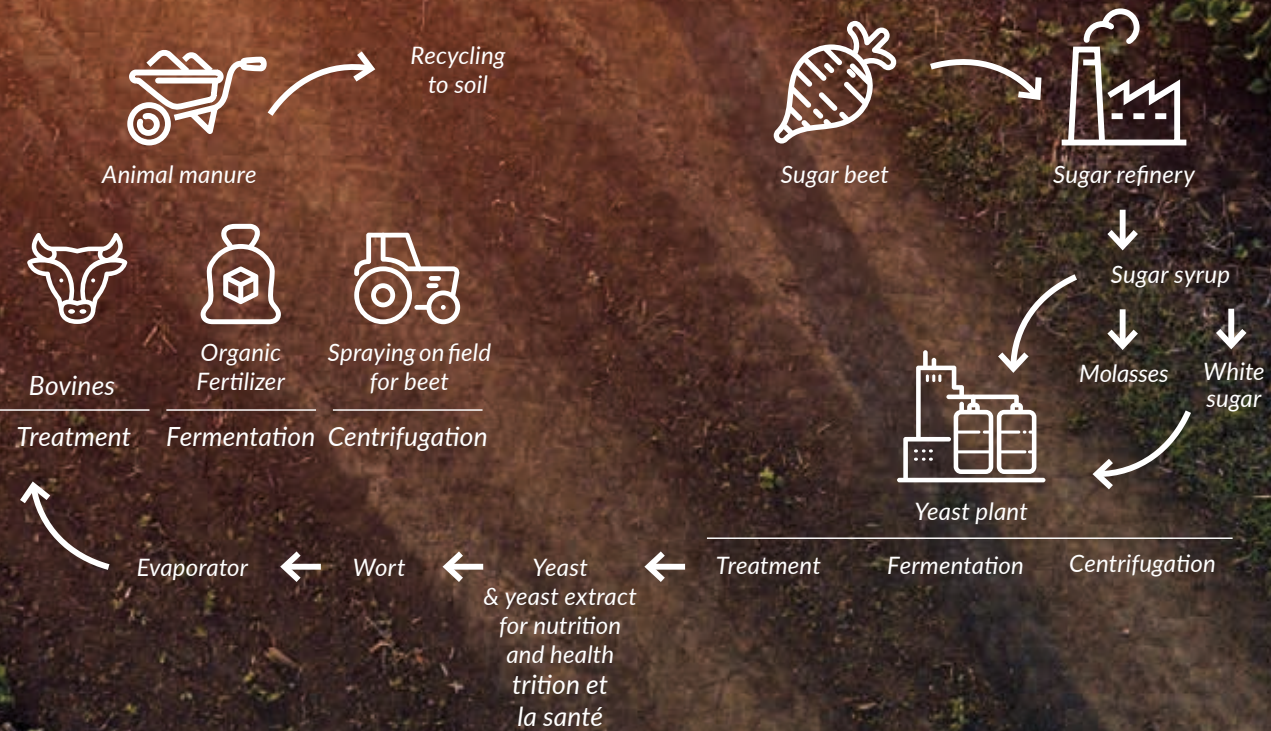 Recycling
to soil
Animal manure
Sugar beet
Sugar refinery
Sugar syrup
Molasses
White
sugar
Organic
Fertilizer
Spraying on field
for beet
Bovines
Treatment
Fermentation
Centrifugation
Yeast plant
Treatment
Fermentation
Centrifugation
Yeast
& yeast extract
for nutrition
and health
trition et
la santé
Wort
Evaporator